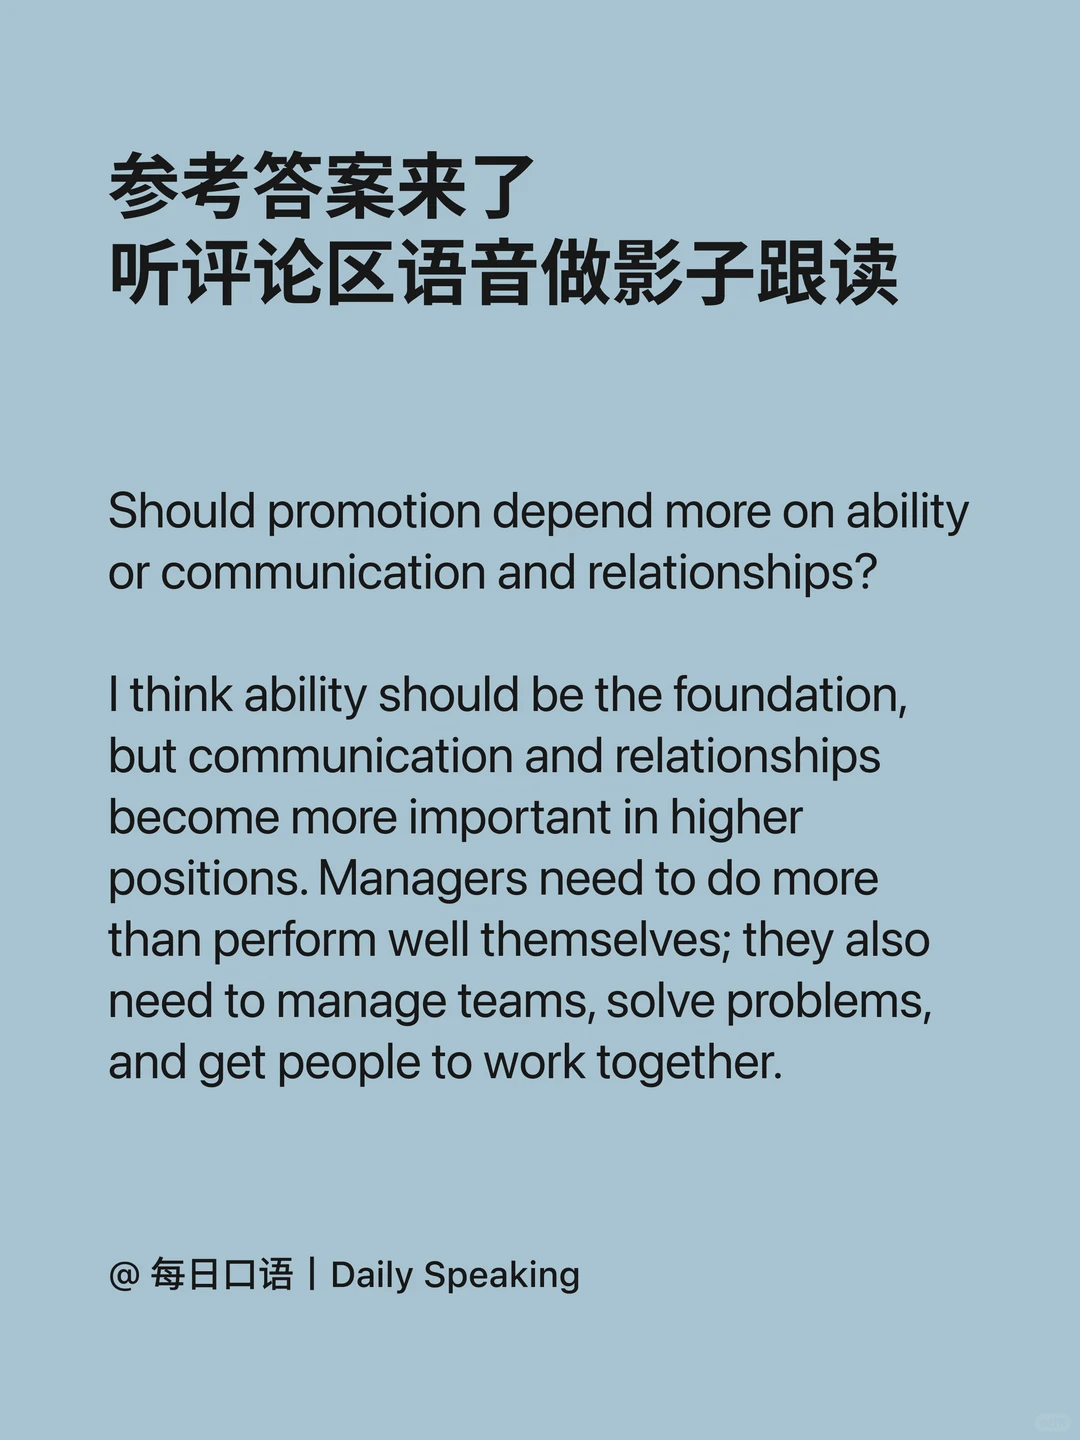 参考答案来了
听评论区语音做影子跟读
Should promotion depend more on ability
or communication and relationships?
I think ability should be the foundation,
but communication and relationships
become more important in higher
positions. Managers need to do more
than perform well themselves; they also
need to manage teams, solve problems,
and get people to work together.
@ 每日口语丨Daily Speaking